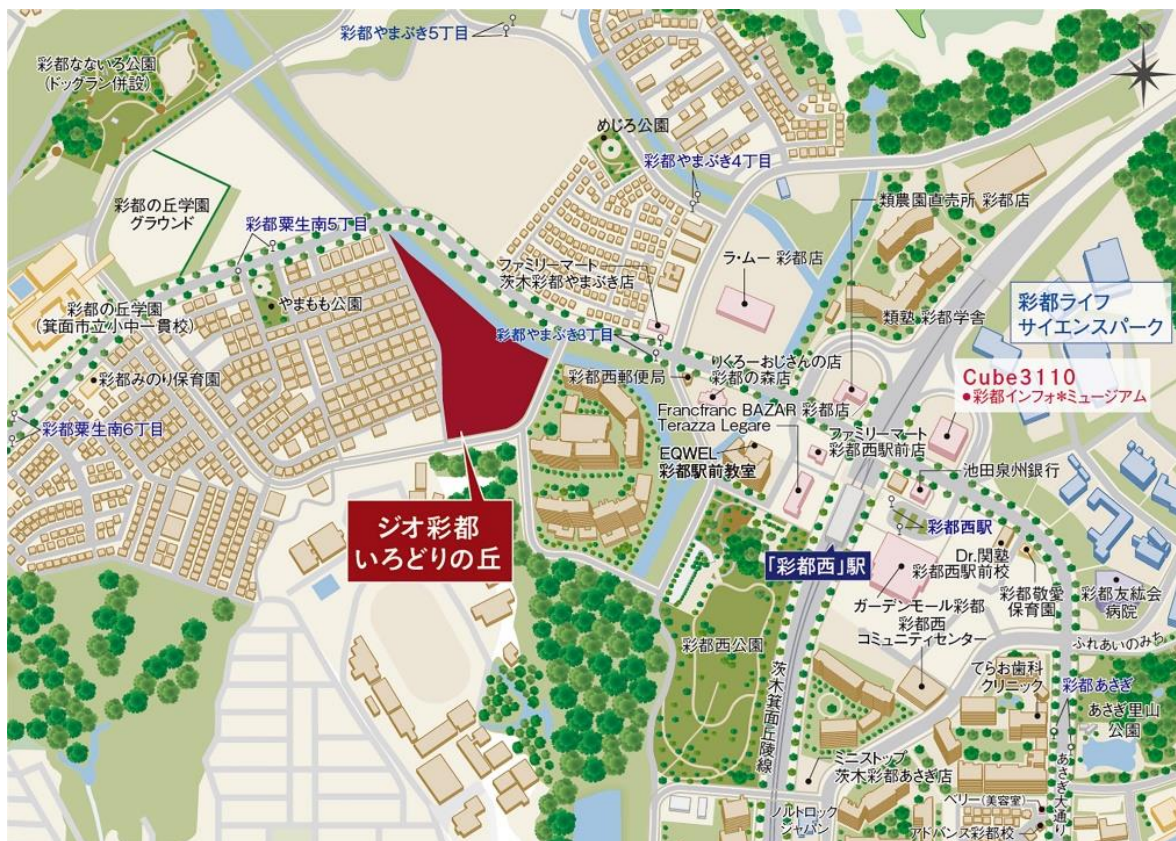 彩都やまぶき5丁目
彩都なないろ公園
(ドッグラン併設)
めじろ公園
彩都やまぶき4丁目
彩都の丘学園
グラウンド
彩都粟生南5丁目
類農園直売所 彩都店
ファミリーマート
茨木彩都やまぶき店
ラ・ムー 彩都店
彩都ライフ
サイエンスパーク
やまもも公園
彩都の丘学園
(箕面市立小中一貫校)
類塾 彩都学舎
彩都やまぶき3丁目
りくろーおじさんの店
彩都の森店
彩都西郵便局
Cube3110
●彩都インフォ*ミュージアム
彩都みのり保育園
Francfranc BAZAR 彩都店
Terazza Legare
彩都粟生南6丁目
ファミリーマート
彩都西駅前店
EQWEL
彩都駅前教室
池田泉州銀行
ジオ彩都
いろどりの丘
彩都西駅
「彩都西」駅
Dr.関塾
彩都西駅前校
彩都敬愛
保育園
彩都友紘会
病院
ガーデンモール彩都
彩都西
コミュニティセンター
彩都西公園
ふれあいのみち
てらお歯科
クリニック
彩都あさぎ
あさぎ里山
公園
茨木箕面丘陵線
ミニストップ
茨木彩都あさぎ店
あさぎ大通り
ベリー(美容室)
ノルトロック
ジャパン
アドバンス彩都校